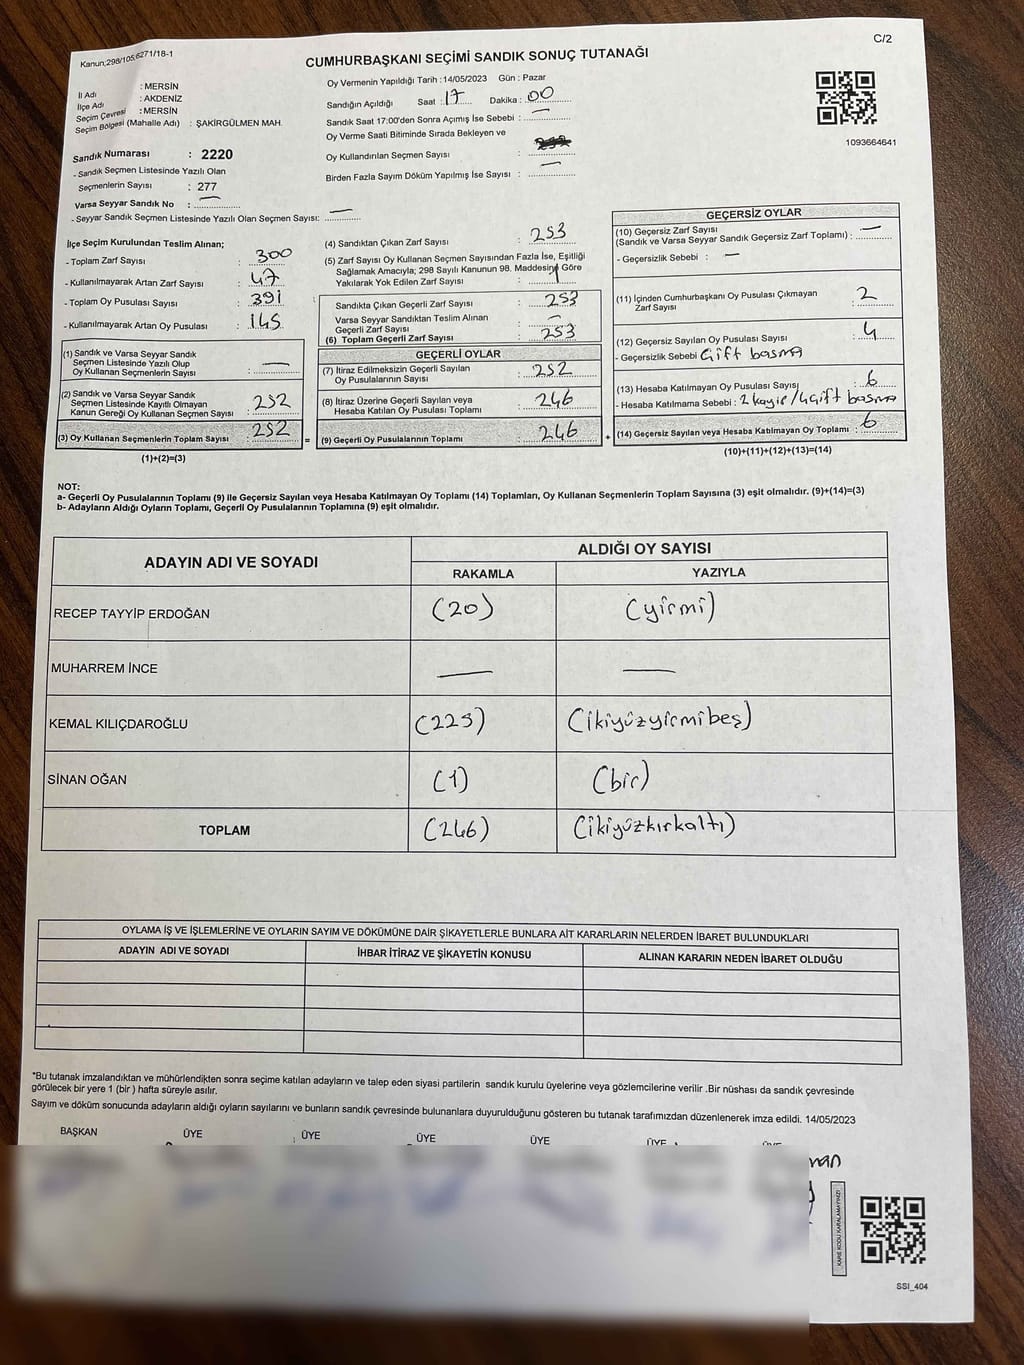 Kanun;298/105,6271/18-1
C/2
CUMHURBAŞKANI SEÇİMİ SANDIK SONUÇ TUTANAĞI
İl Adı : MERSİN
İlçe Adı : AKDENİZ
Seçim Çevresi : MERSİN
Seçim Bölgesi (Mahalle Adı) : ŞAKİRGÜLMEN MAH.
Sandık Numarası : 2220
- Sandık Seçmen Listesinde Yazılı Olan
Seçmenlerin Sayısı : 277
Varsa Seyyar Sandık No : —
- Seyyar Sandık Seçmen Listesinde Yazılı Olan Seçmen Sayısı: —
Oy Vermenin Yapıldığı Tarih : 14/05/2023 Gün : Pazar
Sandığın Açıldığı Saat : 17 Dakika : 00
Sandık Saat 17:00'den Sonra Açımış İse Sebebi : —
Oy Verme Saati Bitiminde Sırada Bekleyen ve
Oy Kullandırılan Seçmen Sayısı :
Birden Fazla Sayım Döküm Yapılmış İse Sayısı : —
1093664641
İlçe Seçim Kurulundan Teslim Alınan;
- Toplam Zarf Sayısı : 300
- Kullanılmayarak Artan Zarf Sayısı : 47
- Toplam Oy Pusulası Sayısı : 391
- Kullanılmayarak Artan Oy Pusulası : 145
(1) Sandık ve Varsa Seyyar Sandık
Seçmen Listesinde Yazılı Olup
Oy Kullanan Seçmenlerin Sayısı : —
(2) Sandık ve Varsa Seyyar Sandık
Seçmen Listesinde Kayıtlı Olmayan
Kanun Gereği Oy Kullanan Seçmen Sayısı : 252
(3) Oy Kullanan Seçmenlerin Toplam Sayısı : 252
(1)+(2)=(3)
(4) Sandıktan Çıkan Zarf Sayısı : 253
(5) Zarf Sayısı Oy Kullanan Seçmen Sayısından Fazla İse, Eşitliği
Sağlamak Amacıyla; 298 Sayılı Kanunun 98. Maddesine Göre
Yakılarak Yok Edilen Zarf Sayısı : 1
Sandıkta Çıkan Geçerli Zarf Sayısı : 253
Varsa Seyyar Sandıktan Teslim Alınan
Geçerli Zarf Sayısı : —
(6) Toplam Geçerli Zarf Sayısı : 253
=
GEÇERLİ OYLAR
(7) İtiraz Edilmeksizin Geçerli Sayılan
Oy Pusulalarının Sayısı : 252
(8) İtiraz Üzerine Geçerli Sayılan veya
Hesaba Katılan Oy Pusulası Toplamı : 246
(9) Geçerli Oy Pusulalarının Toplamı : 246
+
GEÇERSİZ OYLAR
(10) Geçersiz Zarf Sayısı
(Sandık ve Varsa Seyyar Sandık Geçersiz Zarf Toplamı) : —
- Geçersizlik Sebebi : —
(11) İçinden Cumhurbaşkanı Oy Pusulası Çıkmayan
Zarf Sayısı : 2
(12) Geçersiz Sayılan Oy Pusulası Sayısı : 4
- Geçersizlik Sebebi Çift basma
(13) Hesaba Katılmayan Oy Pusulası Sayısı : 6
- Hesaba Katılmama Sebebi : 2 kayıp/4 çift basma
(14) Geçersiz Sayılan veya Hesaba Katılmayan Oy Toplamı : 6
(10)+(11)+(12)+(13)=(14)
NOT:
a- Geçerli Oy Pusulalarının Toplamı (9) ile Geçersiz Sayılan veya Hesaba Katılmayan Oy Toplamı (14) Toplamları, Oy Kullanan Seçmenlerin Toplam Sayısına (3) eşit olmalıdır. (9)+(14)=(3)
b- Adayların Aldığı Oyların Toplamı, Geçerli Oy Pusulalarının Toplamına (9) eşit olmalıdır.
ADAYIN ADI VE SOYADI
ALDIĞI OY SAYISI
RAKAMLA YAZIYLA
RECEP TAYYİP ERDOĞAN (20) (yirmi)
MUHARREM İNCE — —
KEMAL KILIÇDAROĞLU (225) (ikiyüzyirmibeş)
SİNAN OĞAN (1) (bir)
TOPLAM (246) (ikiyüzkırkaltı)
OYLAMA İŞ VE İŞLEMLERİNE VE OYLARIN SAYIM VE DÖKÜMÜNE DAİR ŞİKAYETLERLE BUNLARA AİT KARARLARIN NELERDEN İBARET BULUNDUKLARI
ADAYIN ADI VE SOYADI İHBAR İTİRAZ VE ŞİKAYETİN KONUSU ALINAN KARARIN NEDEN İBARET OLDUĞU
*Bu tutanak imzalandıktan ve mühürlendikten sonra seçime katılan adayların ve talep eden siyasi partilerin sandık kurulu üyelerine veya gözlemcilerine verilir .Bir nüshası da sandık çevresinde
görülecek bir yere 1 (bir ) hafta süreyle asılır.
Sayım ve döküm sonucunda adayların aldığı oyların sayılarını ve bunların sandık çevresinde bulunanlara duyurulduğunu gösteren bu tutanak tarafımızdan düzenlenerek imza edildi. 14/05/2023
BAŞKAN ÜYE ÜYE ÜYE ÜYE ÜYE ÜYE
KARE KODU KARALAMAYINIZ!
SSI_404